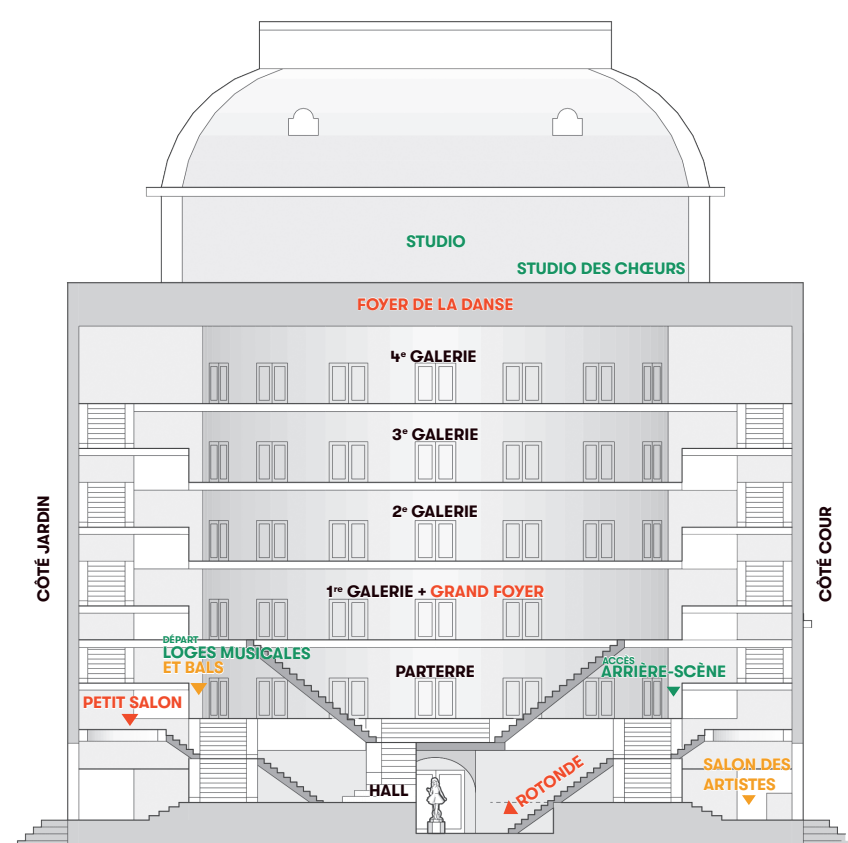 STUDIO
STUDIO DES CHŒURS
FOYER DE LA DANSE
4e GALERIE
3e GALERIE
2e GALERIE
CÔTÉ JARDIN
CÔTÉ COUR
1re GALERIE + GRAND FOYER
DÉPART
LOGES MUSICALES
ET BALS
PARTERRE
ACCÈS
ARRIÈRE-SCÈNE
PETIT SALON
HALL
ROTONDE
SALON DES
ARTISTES